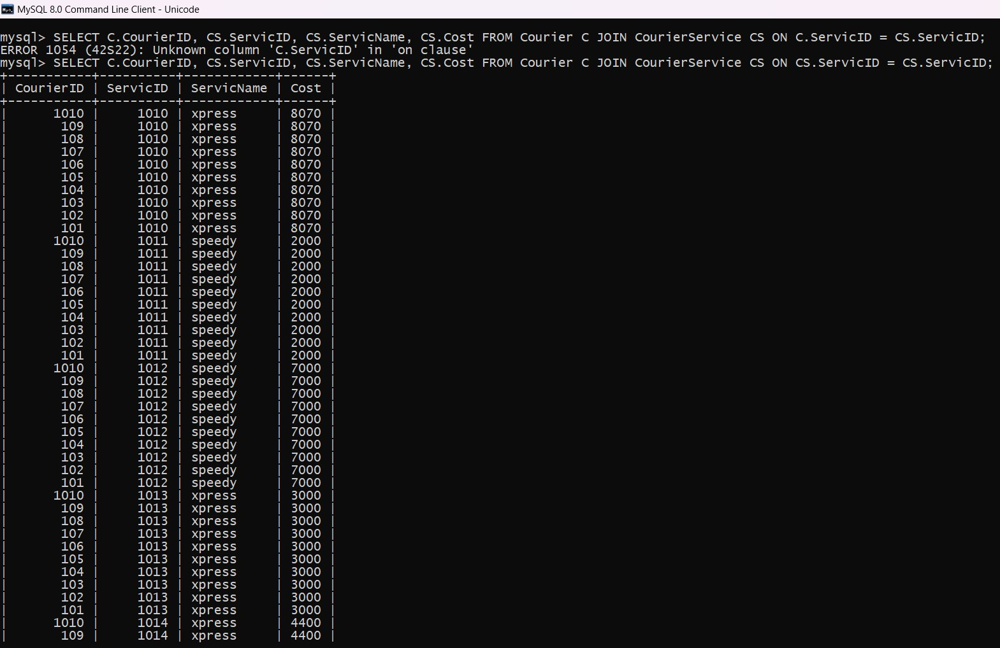 MySQL 8.0 Command Line Client - Unicode
mysql> SELECT C.CourierID, CS.ServicID, CS.ServicName, CS.Cost FROM Courier C JOIN CourierService CS ON C.ServicID = CS.ServicID;
ERROR 1054 (42S22): Unknown column 'C.ServicID' in 'on clause'
mysql> SELECT C.CourierID, CS.ServicID, CS.ServicName, CS.Cost FROM Courier C JOIN CourierService CS ON CS.ServicID = CS.ServicID;
+-----------+----------+------------+------+
| CourierID | ServicID | ServicName | Cost |
+-----------+----------+------------+------+
|      1010 |     1010 | xpress     | 8070 |
|       109 |     1010 | xpress     | 8070 |
|       108 |     1010 | xpress     | 8070 |
|       107 |     1010 | xpress     | 8070 |
|       106 |     1010 | xpress     | 8070 |
|       105 |     1010 | xpress     | 8070 |
|       104 |     1010 | xpress     | 8070 |
|       103 |     1010 | xpress     | 8070 |
|       102 |     1010 | xpress     | 8070 |
|       101 |     1010 | xpress     | 8070 |
|      1010 |     1011 | speedy     | 2000 |
|       109 |     1011 | speedy     | 2000 |
|       108 |     1011 | speedy     | 2000 |
|       107 |     1011 | speedy     | 2000 |
|       106 |     1011 | speedy     | 2000 |
|       105 |     1011 | speedy     | 2000 |
|       104 |     1011 | speedy     | 2000 |
|       103 |     1011 | speedy     | 2000 |
|       102 |     1011 | speedy     | 2000 |
|       101 |     1011 | speedy     | 2000 |
|      1010 |     1012 | speedy     | 7000 |
|       109 |     1012 | speedy     | 7000 |
|       108 |     1012 | speedy     | 7000 |
|       107 |     1012 | speedy     | 7000 |
|       106 |     1012 | speedy     | 7000 |
|       105 |     1012 | speedy     | 7000 |
|       104 |     1012 | speedy     | 7000 |
|       103 |     1012 | speedy     | 7000 |
|       102 |     1012 | speedy     | 7000 |
|       101 |     1012 | speedy     | 7000 |
|      1010 |     1013 | xpress     | 3000 |
|       109 |     1013 | xpress     | 3000 |
|       108 |     1013 | xpress     | 3000 |
|       107 |     1013 | xpress     | 3000 |
|       106 |     1013 | xpress     | 3000 |
|       105 |     1013 | xpress     | 3000 |
|       104 |     1013 | xpress     | 3000 |
|       103 |     1013 | xpress     | 3000 |
|       102 |     1013 | xpress     | 3000 |
|       101 |     1013 | xpress     | 3000 |
|      1010 |     1014 | xpress     | 4400 |
|       109 |     1014 | xpress     | 4400 |